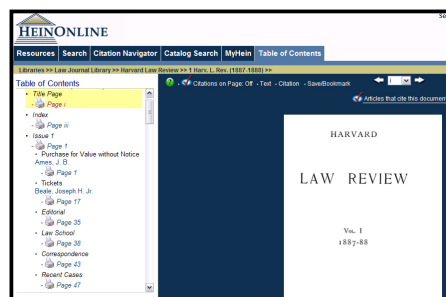 Se
HEINONLINE
Resources Search Citation Navigator Catalog Search MyHein Table of Contents
Libraries >> Law Journal Library >> Harvard Law Review >> 1 Harv. L. Rev. (1887-1888) >>
Table of Contents
? - Citations on Page: Off - Text - Citation - Save/Bookmark
I
Articles that cite this documen
• Title Page
- Page i
• Index
- Page iii
• Issue 1
- Page 1
• Purchase for Value without Notice
Ames, J. B.
- Page 1
• Tickets
Beale, Joseph H. Jr.
- Page 17
• Editorial
- Page 35
• Law School
- Page 36
• Correspondence
- Page 43
• Recent Cases
- Page 47
HARVARD
LAW REVIEW
VOL. I
1887-88